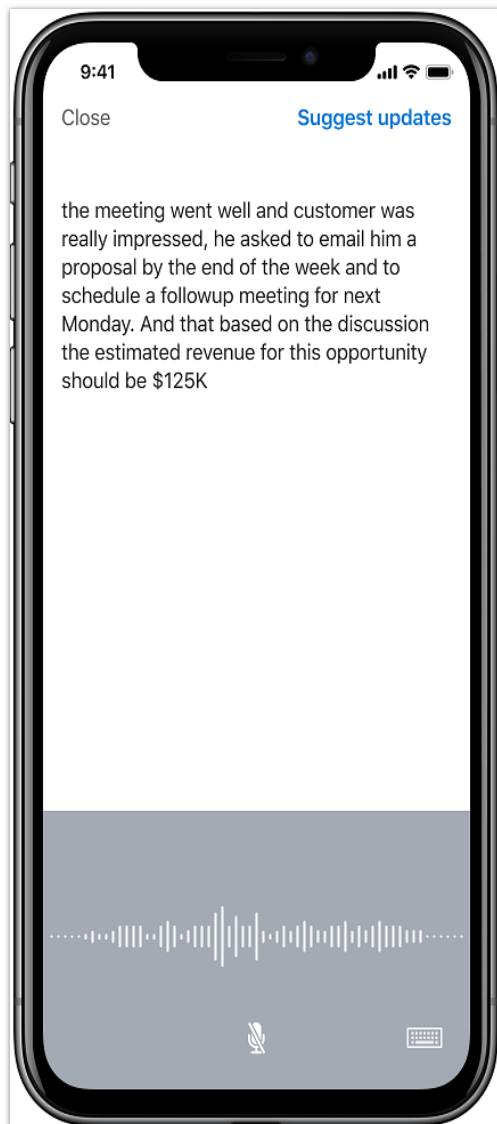 9:41
Close
Suggest updates
the meeting went well and customer was
really impressed, he asked to email him a
proposal by the end of the week and to
schedule a followup meeting for next
Monday. And that based on the discussion
the estimated revenue for this opportunity
should be $125K